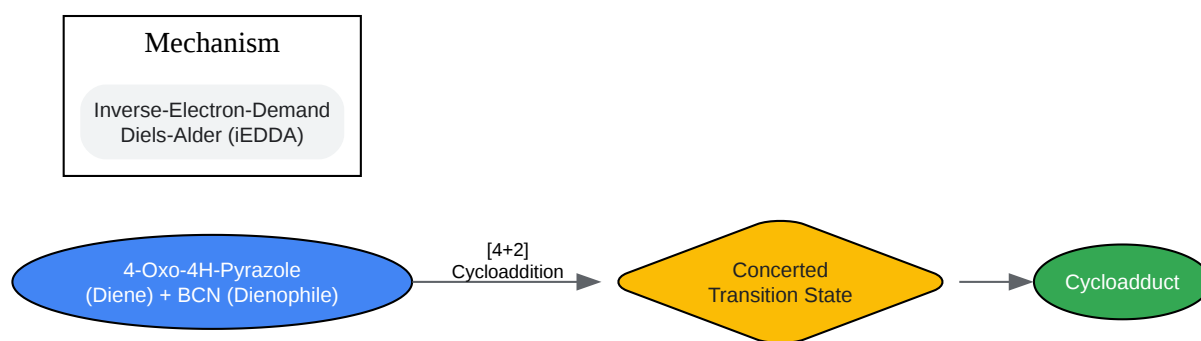 Mechanism
Inverse-Electron-Demand
Diels-Alder (iEDDA)
4-Oxo-4H-Pyrazole
(Diene) + BCN (Dienophile)
[4+2]
Cycloaddition
Concerted
Transition State
Cycloadduct